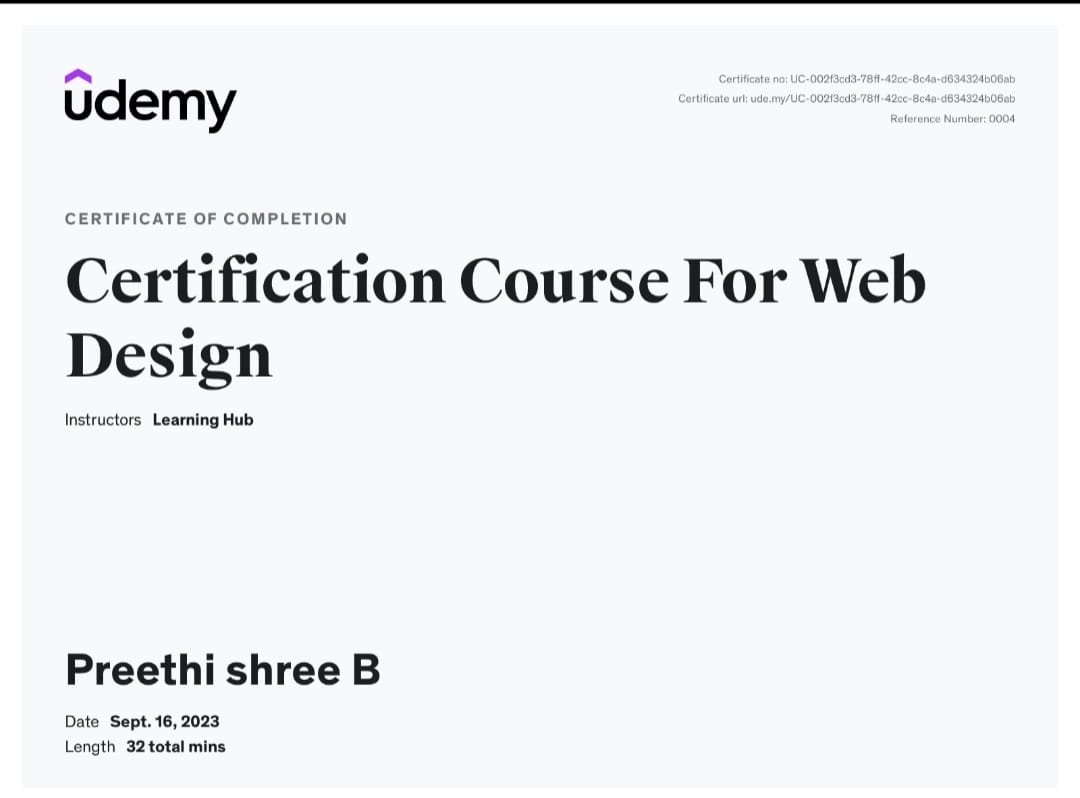 udemy
Certificate no: UC-002f3cd3-78ff-42cc-8c4a-d634324b06ab
Certificate url: ude.my/UC-002f3cd3-78ff-42cc-8c4a-d634324b06ab
Reference Number: 0004
CERTIFICATE OF COMPLETION
Certification Course For Web
Design
Instructors Learning Hub
Preethi shree B
Date Sept. 16, 2023
Length 32 total mins